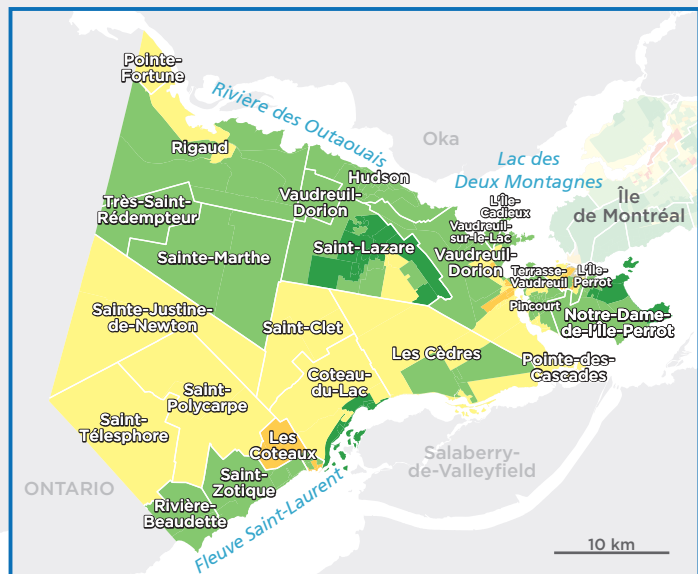 Pointe-
Fortune
Rivière des Outaouais
Oka
Rigaud
Lac des
Deux Montagnes
Hudson
Île
de Montréal
Très-Saint-
Rédempteur
Vaudreuil-
Dorion
L'Île-
Cadieux
Vaudreuil-
sur-le-Lac
Saint-Lazare
Sainte-Marthe
Vaudreuil-
Dorion
Terrasse-
Vaudreuil
L'Île-
Perrot
Pincourt
Sainte-Justine-
de-Newton
Notre-Dame-
de-l'Île-Perrot
Saint-Clet
Les Cèdres
Pointe-des-
Cascades
Coteau-
du-Lac
Saint-
Polycarpe
Saint-
Télesphore
Les
Coteaux
Salaberry-
de-Valleyfield
Saint-
Zotique
ONTARIO
Rivière-
Beaudette
Fleuve Saint-Laurent
10 km